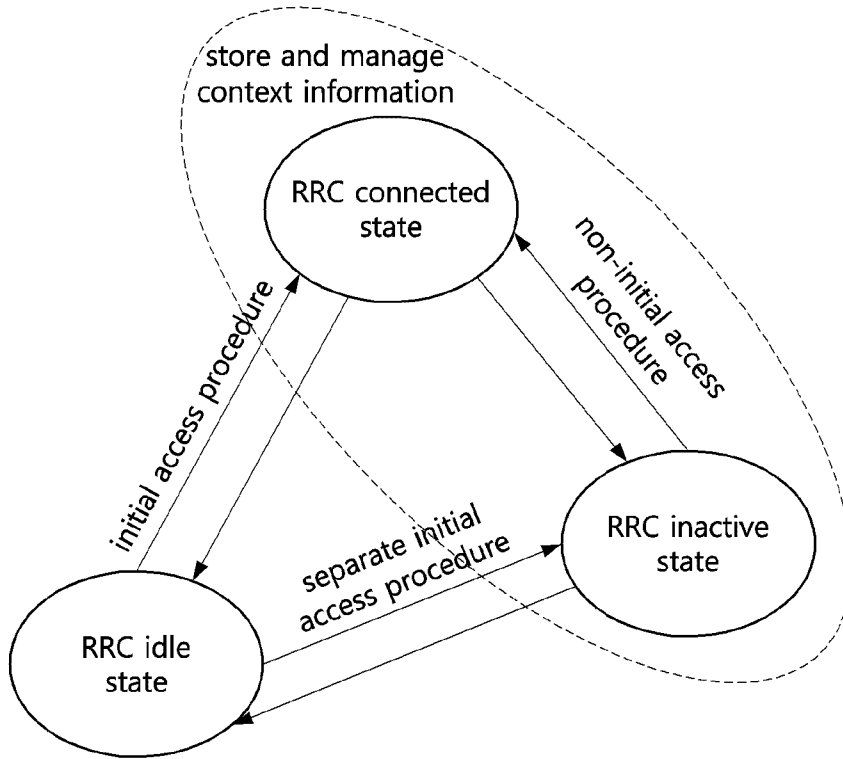 store and manage
context information
RRC connected
state
non-initial access
procedure
initial access procedure
separate initial
access procedure
RRC inactive
state
RRC idle
state